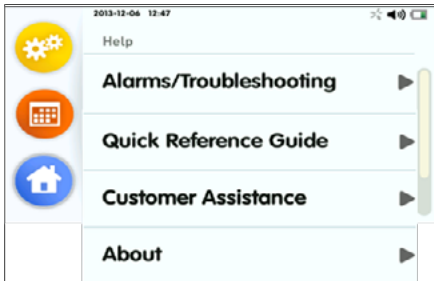 2013-12-06 12:47
Help
Alarms/Troubleshooting
Quick Reference Guide
Customer Assistance
About